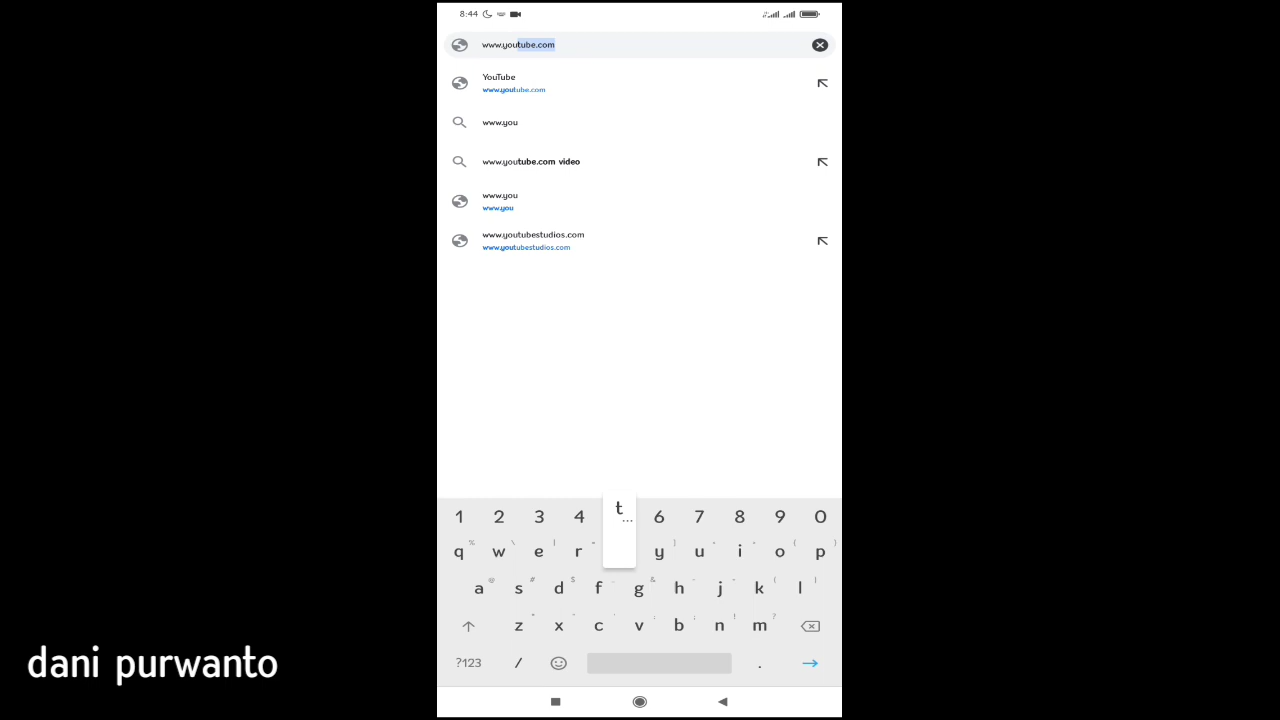 8:44
www.youtube.com
YouTube
www.youtube.com
www.you
www.youtube.com video
www.you
www.you
www.youtubestudios.com
www.youtubestudios.com
t
...
1 2 3 4 6 7 8 9 0
q w e r y u i o p
a s d f g h j k l
z x c v b n m
?123 / .
dani purwanto